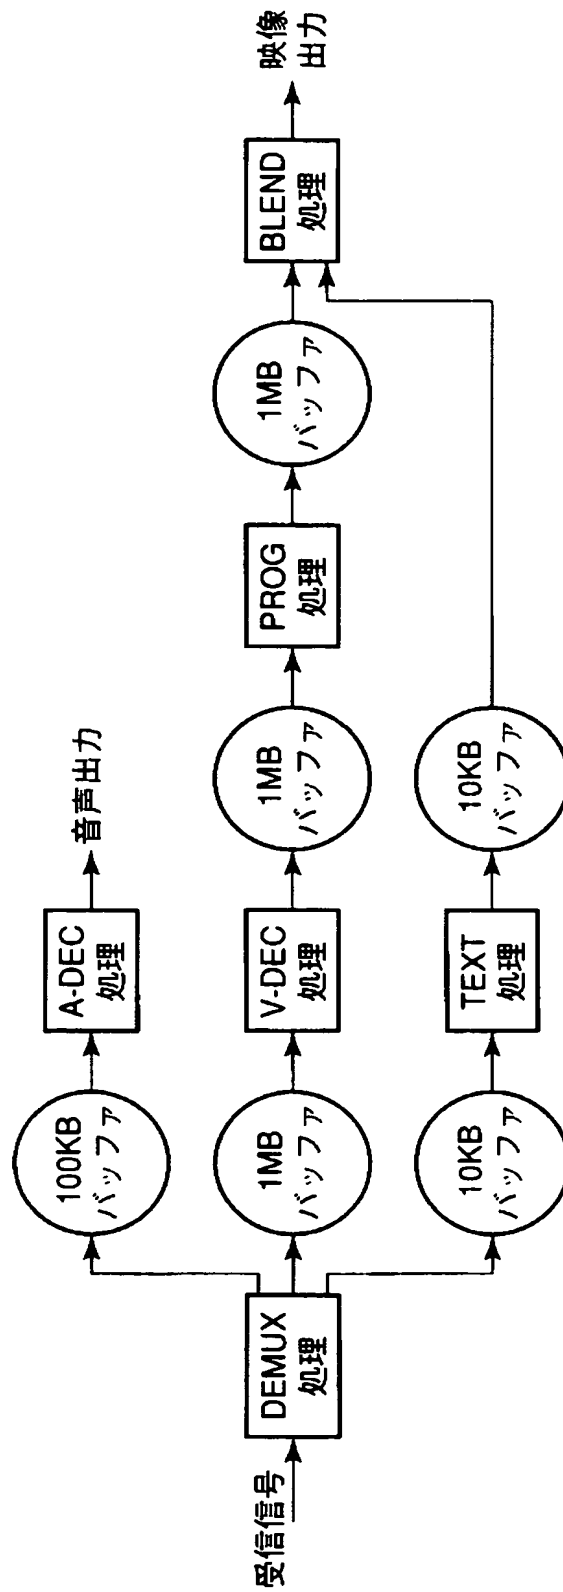 受信信号
DEMUX
処理
100KB
バッファ
A-DEC
処理
音声出力
1MB
バッファ
V-DEC
処理
1MB
バッファ
PROG
処理
1MB
バッファ
BLEND
処理
映像
出力
10KB
バッファ
TEXT
処理
10KB
バッファ